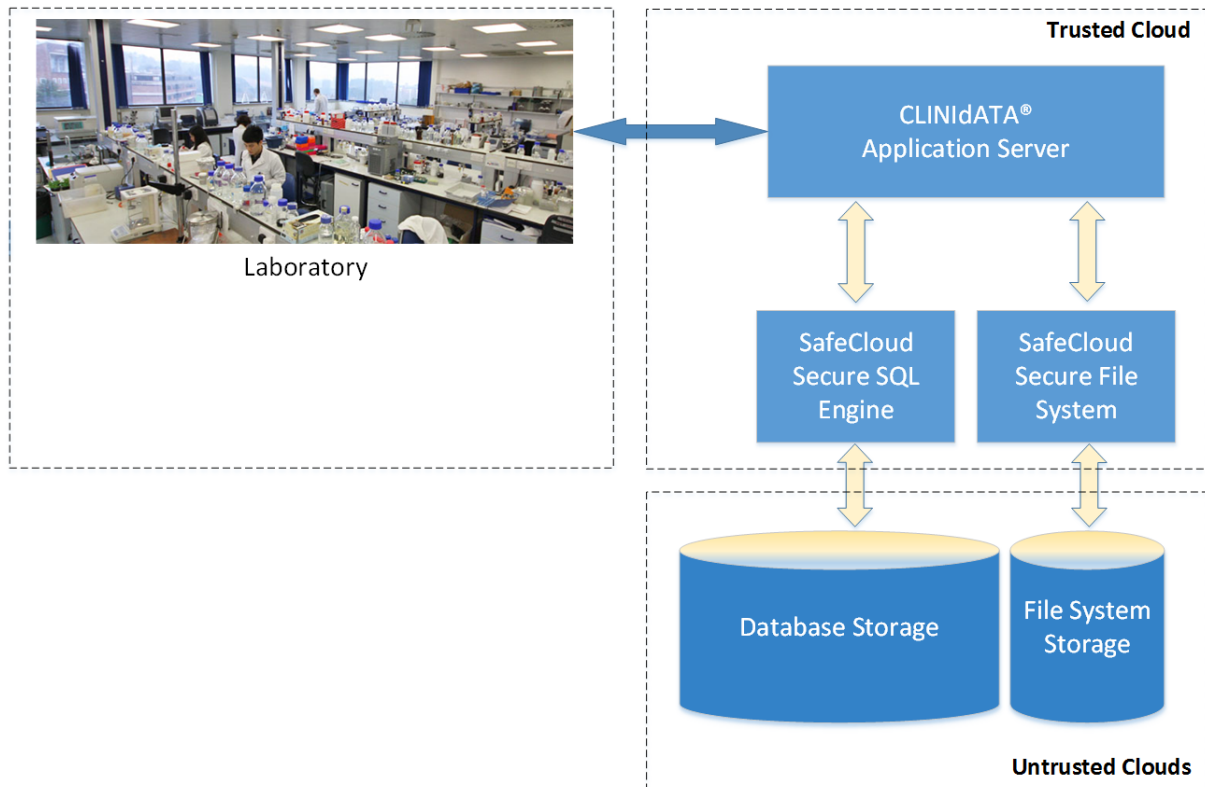 Trusted Cloud
CLINIdATA®
Application Server
Laboratory
SafeCloud
Secure SQL
Engine
SafeCloud
Secure File
System
Database Storage
File System
Storage
Untrusted Clouds